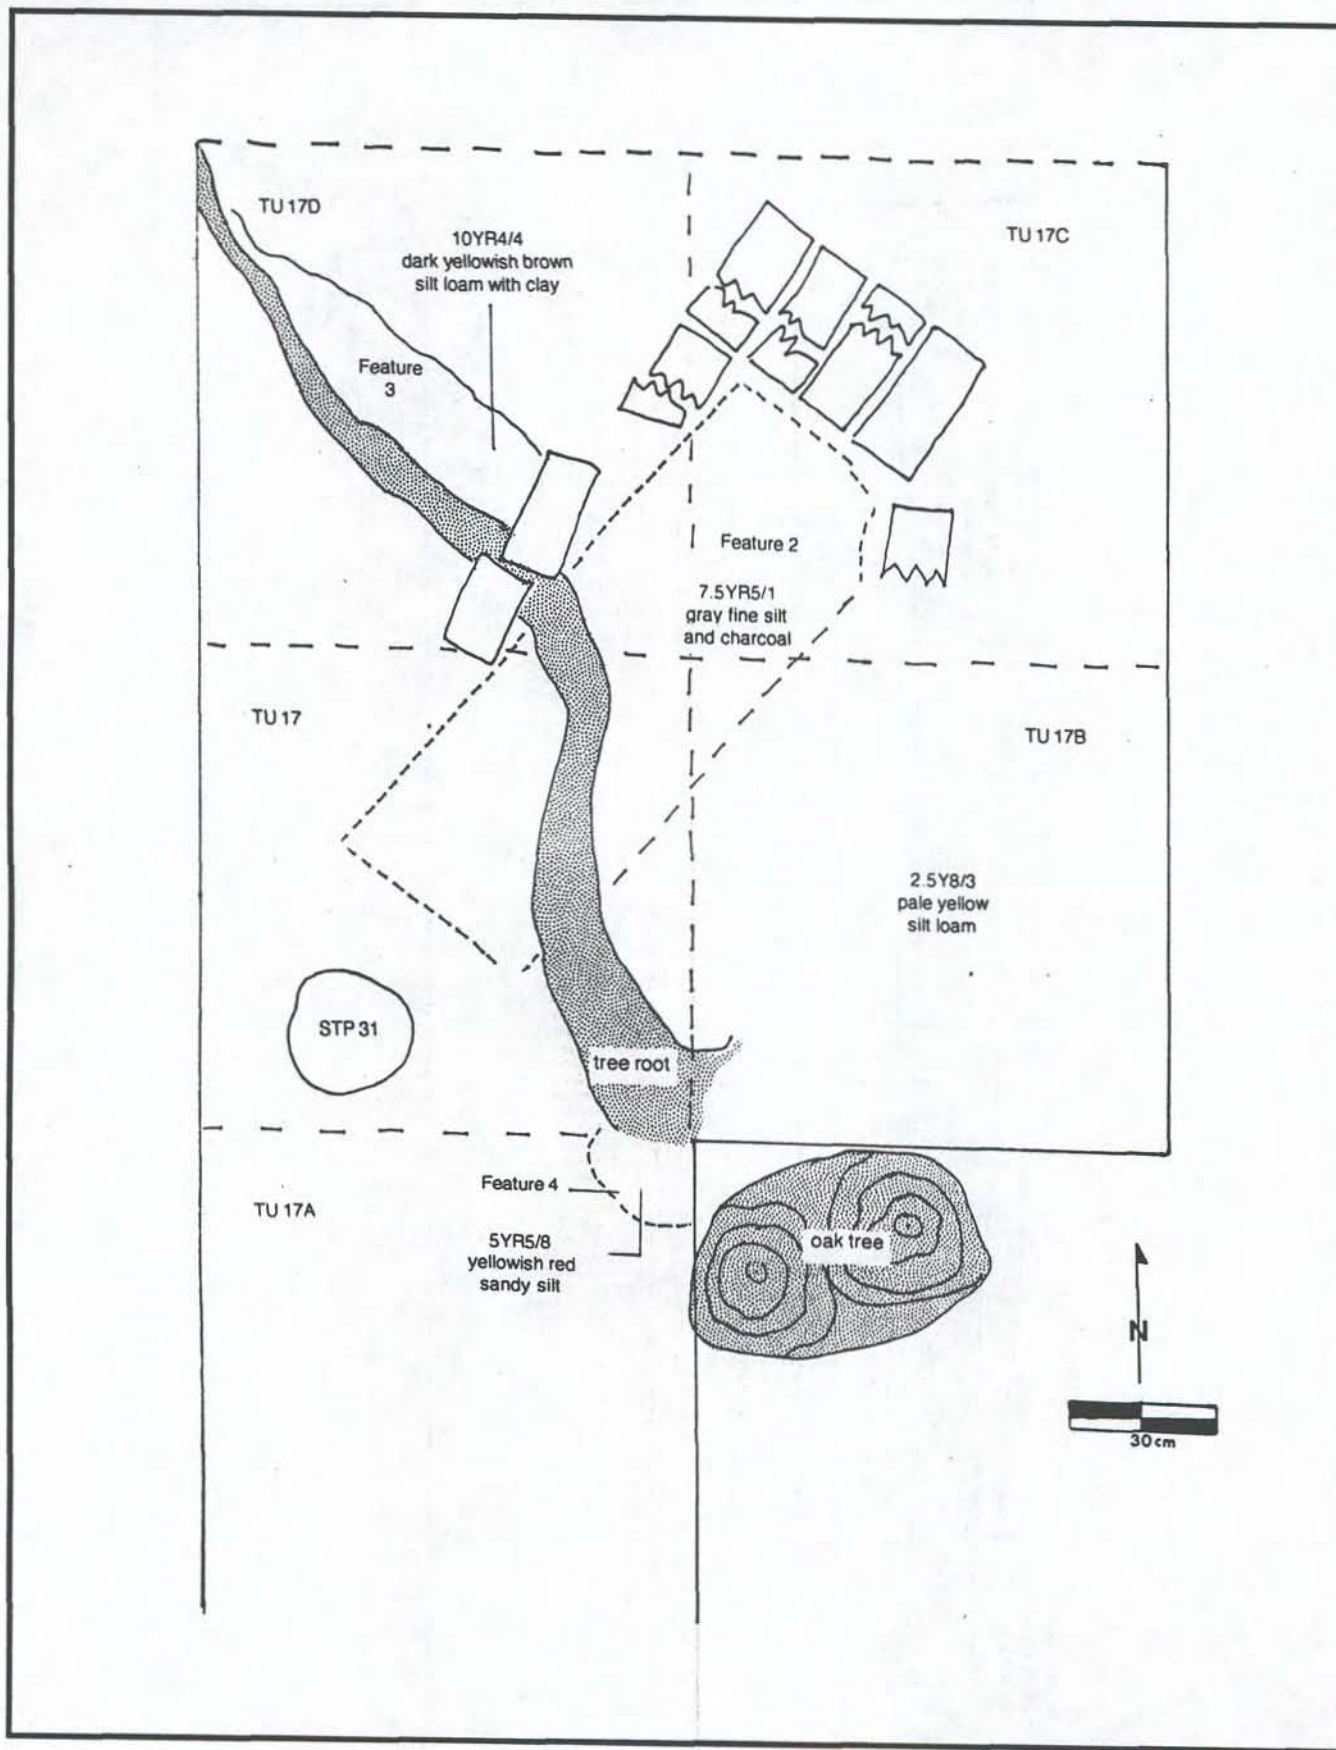 TU 17D
10YR4/4
dark yellowish brown
silt loam with clay
TU 17C
Feature
3
Feature 2
7.5YR5/1
gray fine silt
and charcoal
TU 17
TU 17B
2.5Y8/3
pale yellow
silt loam
STP 31
tree root
Feature 4
TU 17A
5YR5/8
yellowish red
sandy silt
oak tree
N
30 cm